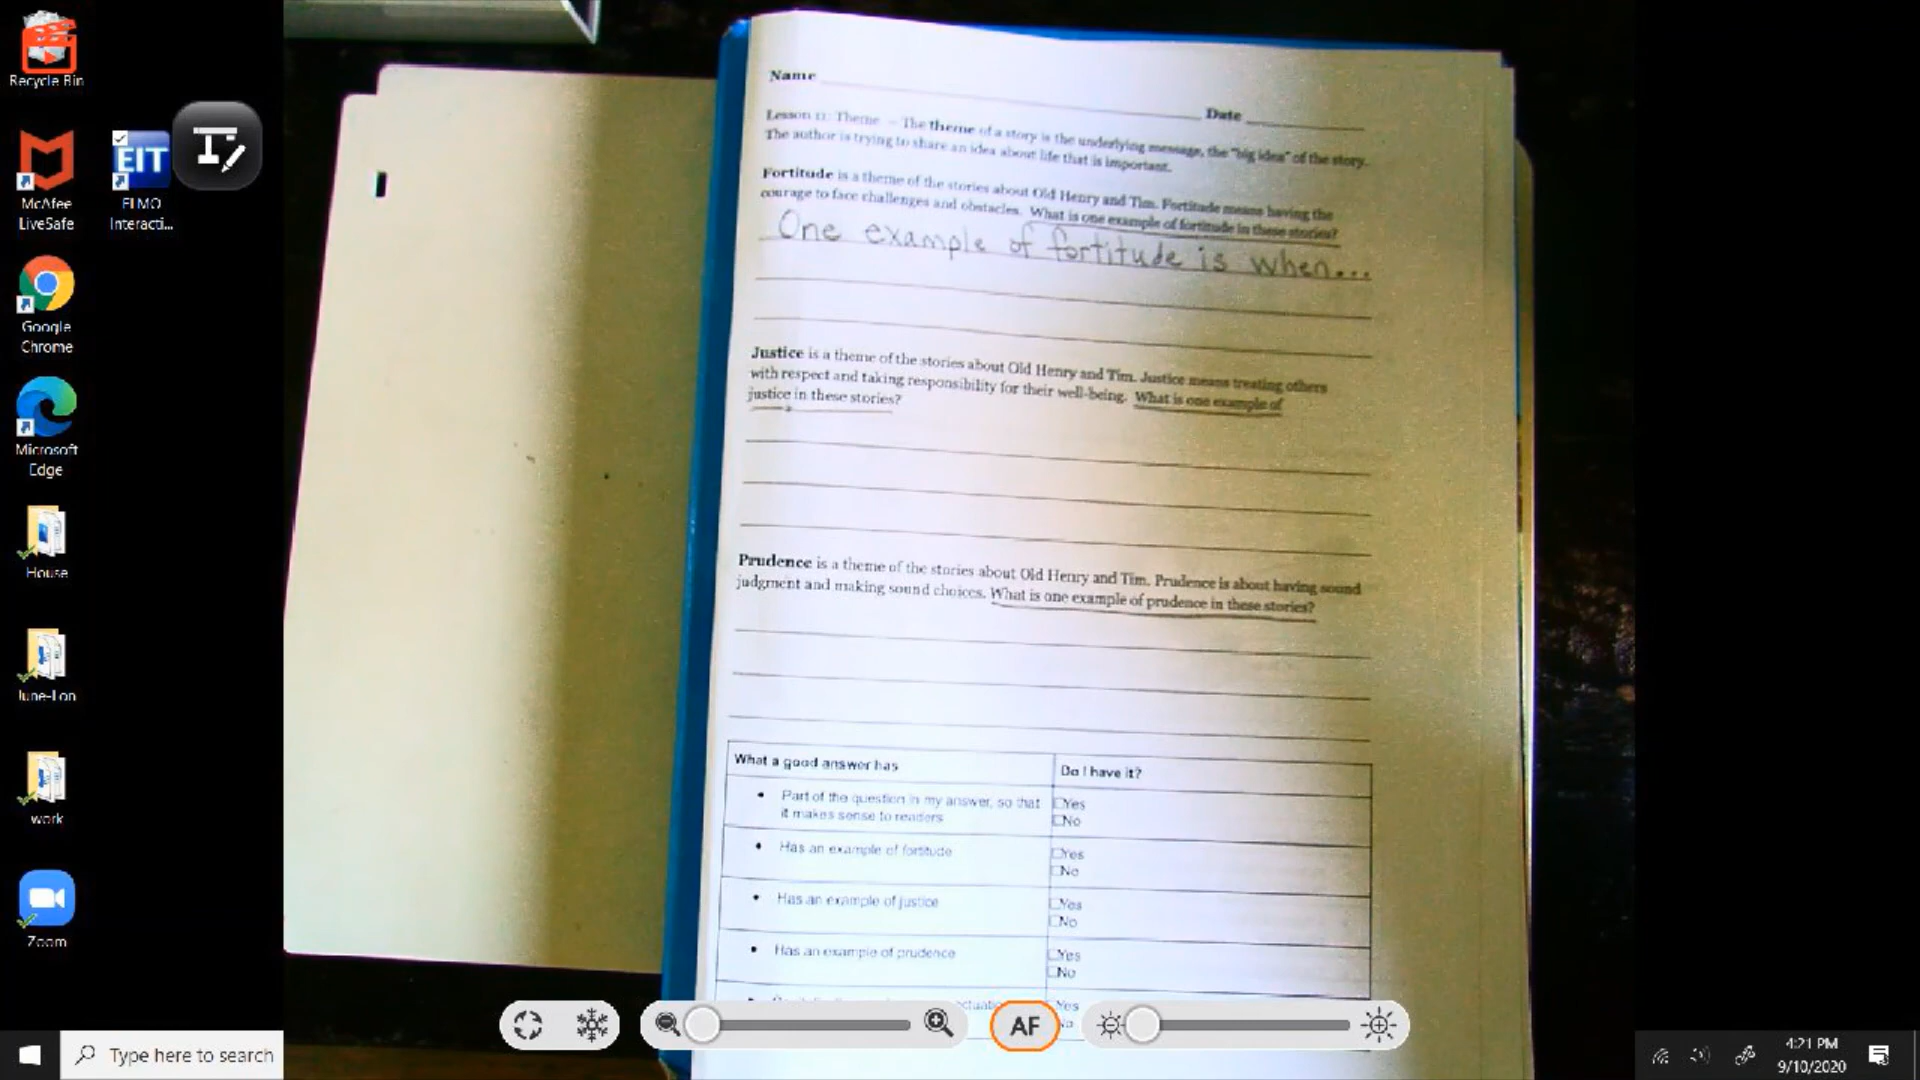 Recycle Bin
McAfee
LiveSafe
EIT
ELMO
Interacti...
Google
Chrome
Microsoft
Edge
House
June-Lon
work
Zoom
Name
Date
Lesson 11: Theme – The theme of a story is the underlying message, the "big idea" of the story.
The author is trying to share an idea about life that is important.
Fortitude is a theme of the stories about Old Henry and Tim. Fortitude means having the
courage to face challenges and obstacles. What is one example of fortitude in these stories?
One example of fortitude is when...
Justice is a theme of the stories about Old Henry and Tim. Justice means treating others
with respect and taking responsibility for their well-being. What is one example of
justice in these stories?
Prudence is a theme of the stories about Old Henry and Tim. Prudence is about having sound
judgment and making sound choices. What is one example of prudence in these stories?
What a good answer has
Do I have it?
• Part of the question in my answer, so that
it makes sense to readers
□Yes
□No
• Has an example of fortitude
□Yes
□No
• Has an example of justice
□Yes
□No
• Has an example of prudence
□Yes
□No
Yes
AF
Type here to search
4:21 PM
9/10/2020